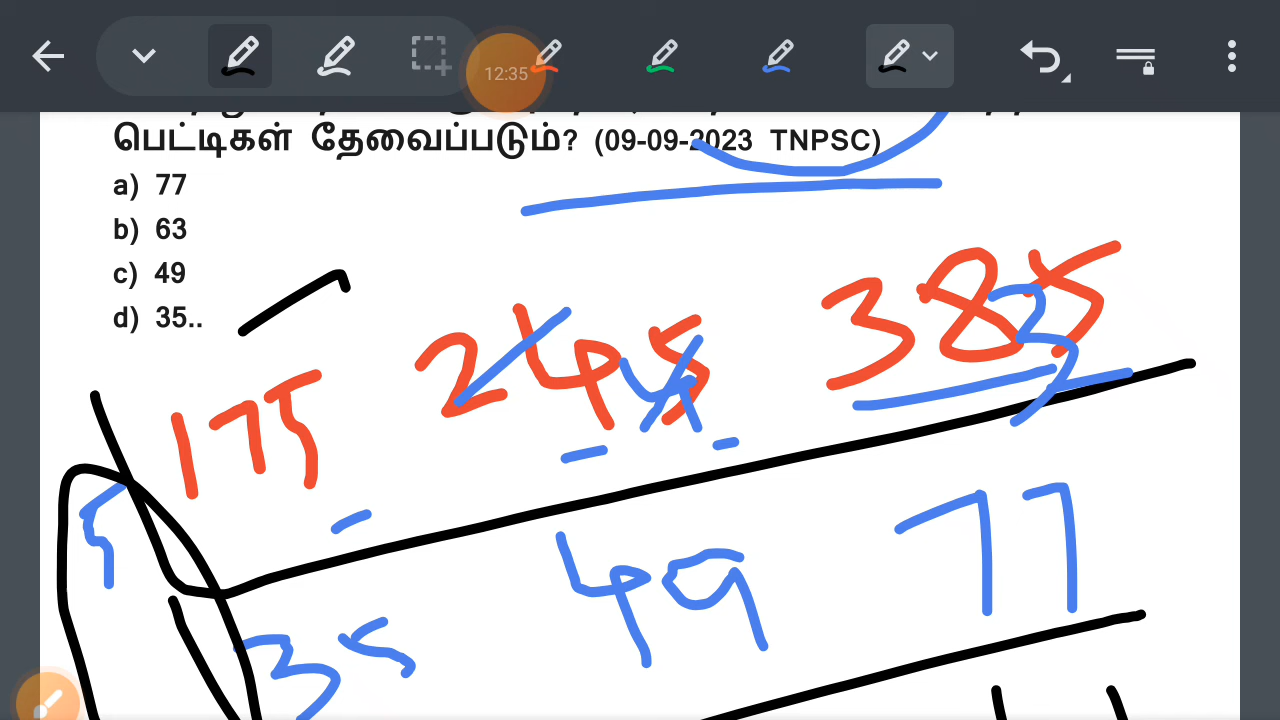 12:35
பெட்டிகள் தேவைப்படும்? (09-09-2023 TNPSC)
a) 77
b) 63
c) 49
d) 35..
175 245 385
5 35 49 77